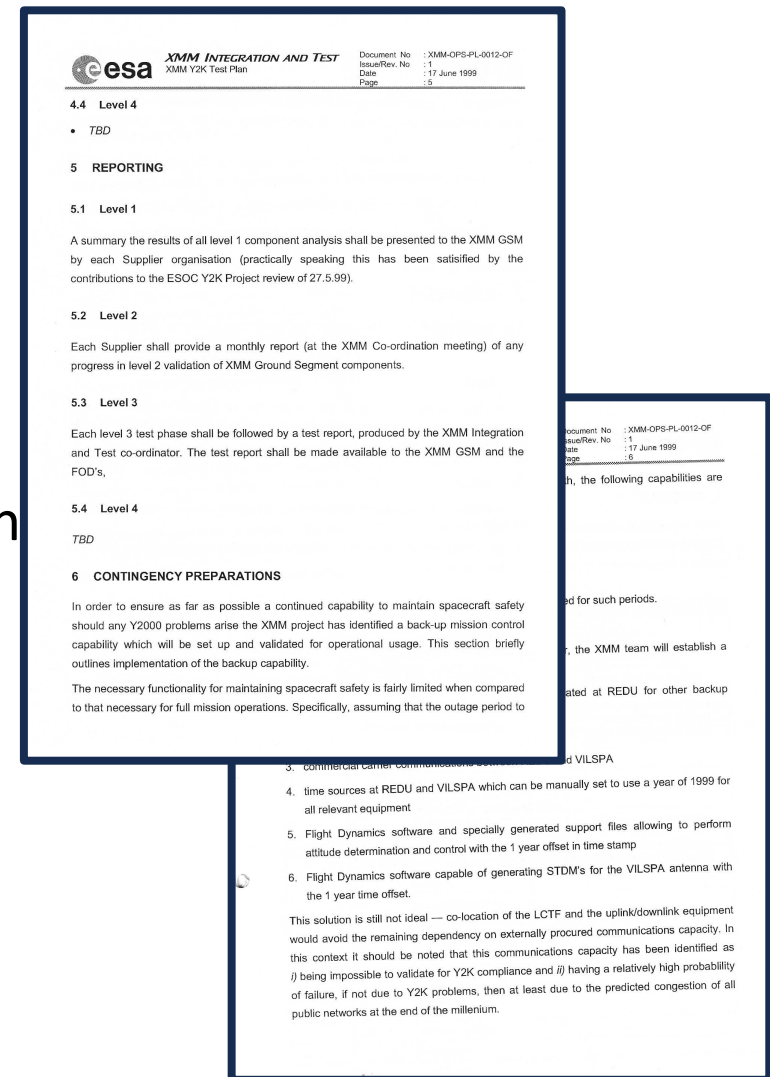 esa
XMM INTEGRATION AND TEST
XMM Y2K Test Plan
Document No : XMM-OPS-PL-0012-OF
Issue/Rev. No : 1
Date : 17 June 1999
Page : 5
4.4 Level 4
• TBD
5 REPORTING
5.1 Level 1
A summary the results of all level 1 component analysis shall be presented to the XMM GSM
by each Supplier organisation (practically speaking this has been satisified by the
contributions to the ESOC Y2K Project review of 27.5.99).
5.2 Level 2
Each Supplier shall provide a monthly report (at the XMM Co-ordination meeting) of any
progress in level 2 validation of XMM Ground Segment components.
5.3 Level 3
Each level 3 test phase shall be followed by a test report, produced by the XMM Integration
and Test co-ordinator. The test report shall be made available to the XMM GSM and the
FOD's,
5.4 Level 4
TBD
6 CONTINGENCY PREPARATIONS
In order to ensure as far as possible a continued capability to maintain spacecraft safety
should any Y2000 problems arise the XMM project has identified a back-up mission control
capability which will be set up and validated for operational usage. This section briefly
outlines implementation of the backup capability.
The necessary functionality for maintaining spacecraft safety is fairly limited when compared
to that necessary for full mission operations. Specifically, assuming that the outage period to
Document No : XMM-OPS-PL-0012-OF
Issue/Rev. No : 1
Date : 17 June 1999
Page : 6
the following capabilities are
for such periods.
the XMM team will establish a
at REDU for other backup
3. commercial carrier communications VILSPA
4. time sources at REDU and VILSPA which can be manually set to use a year of 1999 for
all relevant equipment
5. Flight Dynamics software and specially generated support files allowing to perform
attitude determination and control with the 1 year offset in time stamp
6. Flight Dynamics software capable of generating STDM's for the VILSPA antenna with
the 1 year time offset.
This solution is still not ideal — co-location of the LCTF and the uplink/downlink equipment
would avoid the remaining dependency on externally procured communications capacity. In
this context it should be noted that this communications capacity has been identified as
i) being impossible to validate for Y2K compliance and ii) having a relatively high probablility
of failure, if not due to Y2K problems, then at least due to the predicted congestion of all
public networks at the end of the millenium.